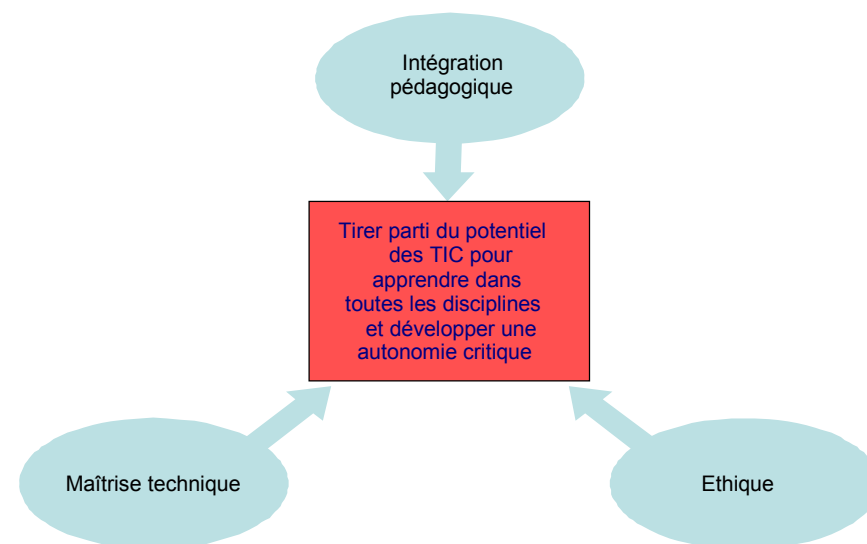 Intégration
pédagogique
Tirer parti du potentiel
des TIC pour
apprendre dans
toutes les disciplines
et développer une
autonomie critique
Maîtrise technique
Ethique